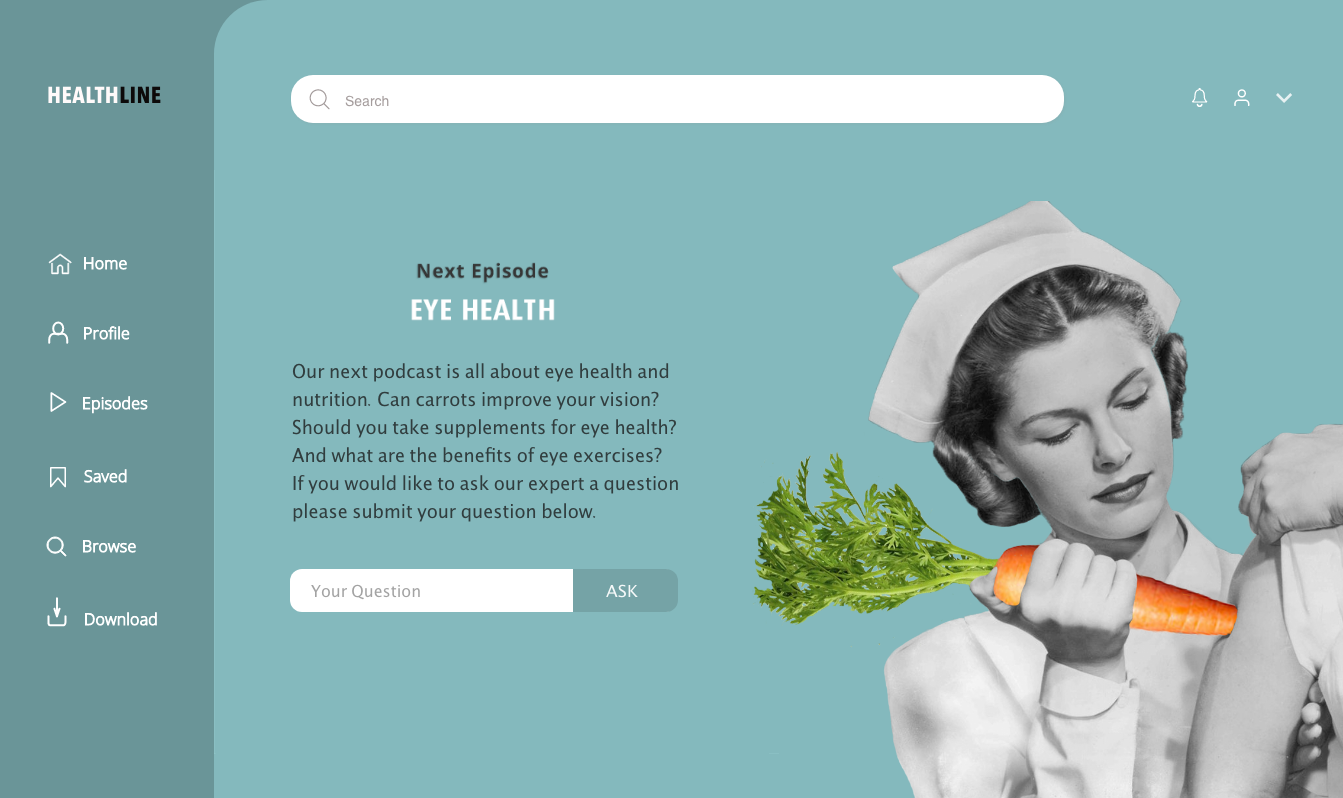 HEALTHLINE
Search
Home
Profile
Episodes
Saved
Browse
Download
Next Episode
EYE HEALTH
Our next podcast is all about eye health and
nutrition. Can carrots improve your vision?
Should you take supplements for eye health?
And what are the benefits of eye exercises?
If you would like to ask our expert a question
please submit your question below.
Your Question
ASK